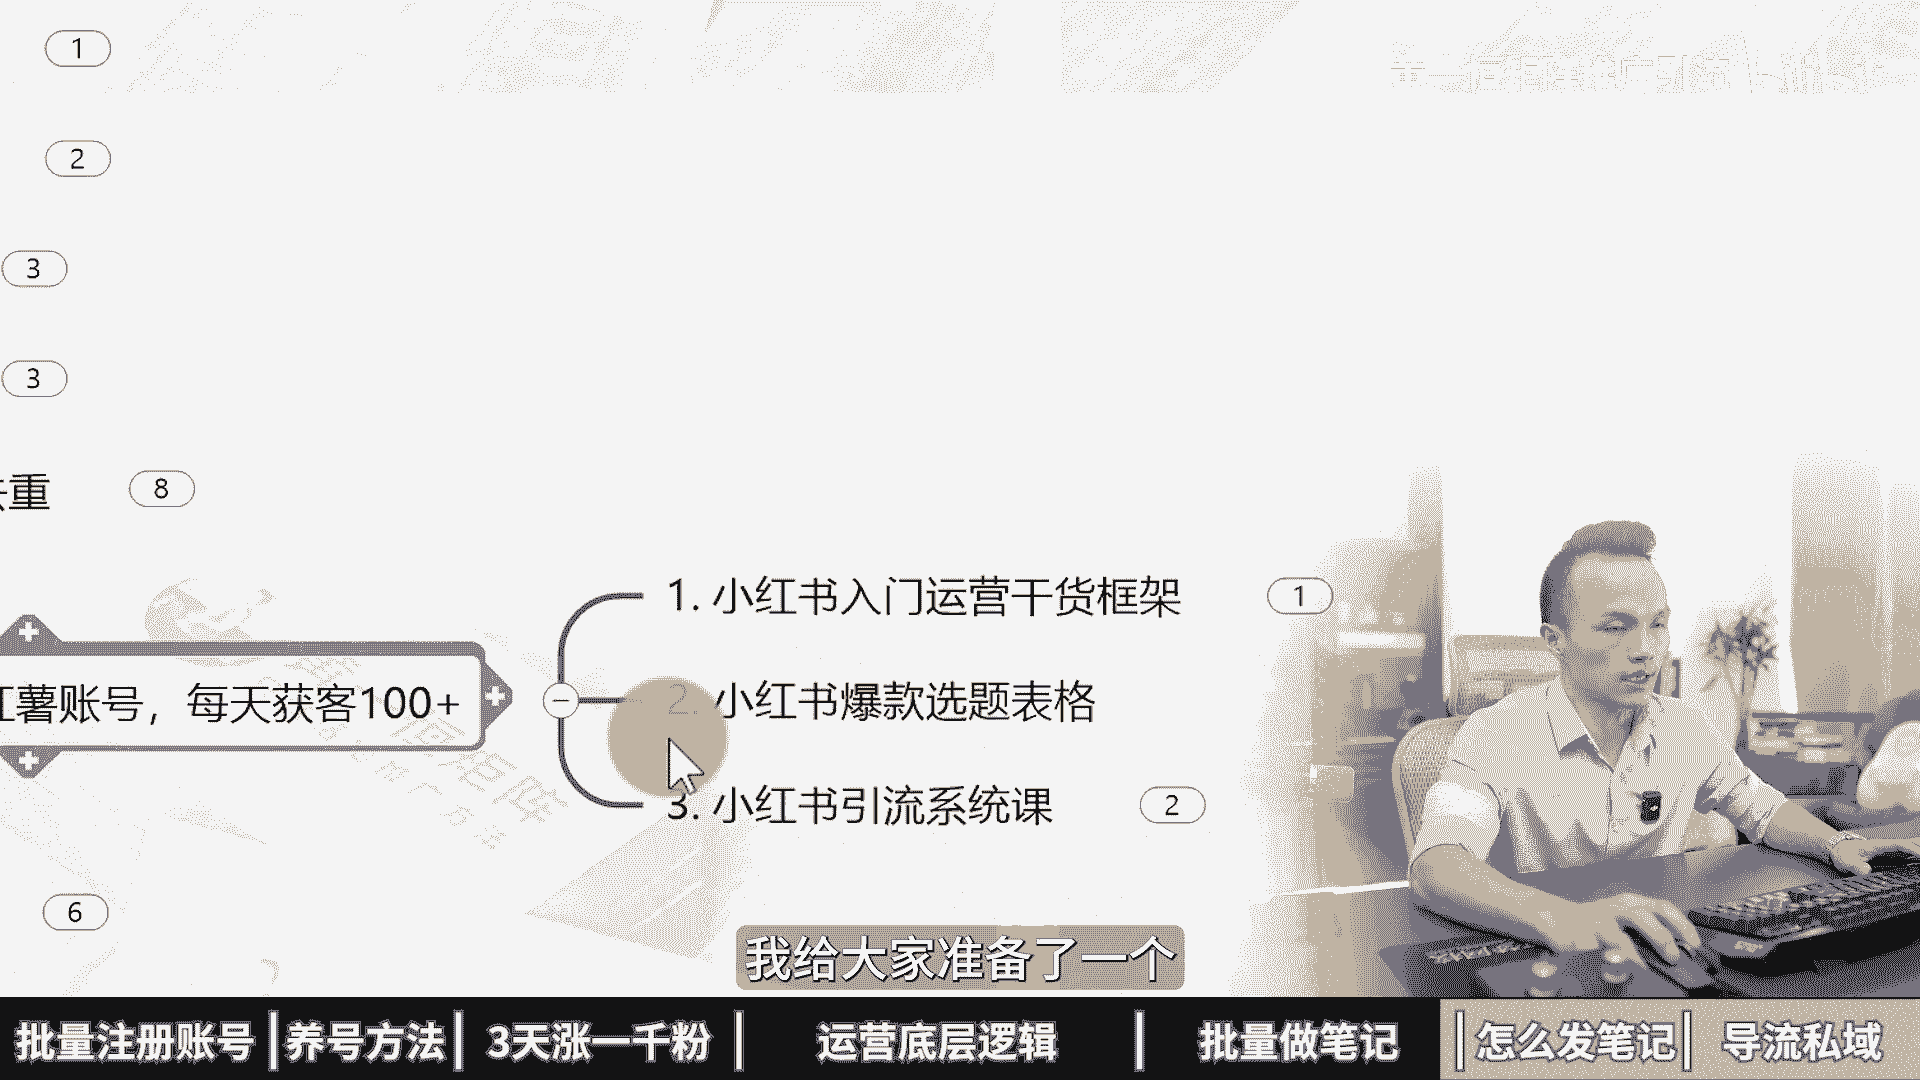 1
2
3
3
重
8
1. 小红书入门运营干货框架
1
薯账号，每天获客100+
2. 小红书爆款选题表格
3. 小红书引流系统课
2
6
我给大家准备了一个
批量注册账号
养号方法
3天涨一千粉
运营底层逻辑
批量做笔记
怎么发笔记
导流私域